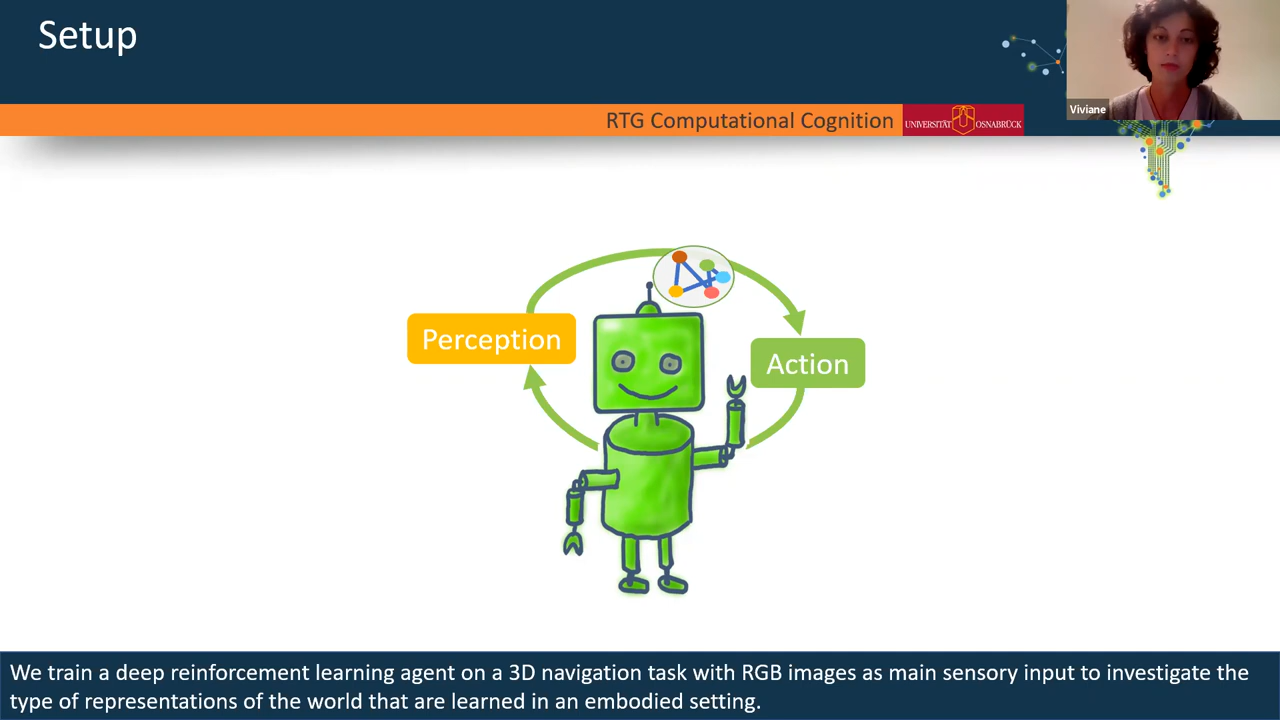 Setup
RTG Computational Cognition
UNIVERSITÄT OSNABRÜCK
Viviane
Perception
Action
We train a deep reinforcement learning agent on a 3D navigation task with RGB images as main sensory input to investigate the
type of representations of the world that are learned in an embodied setting.